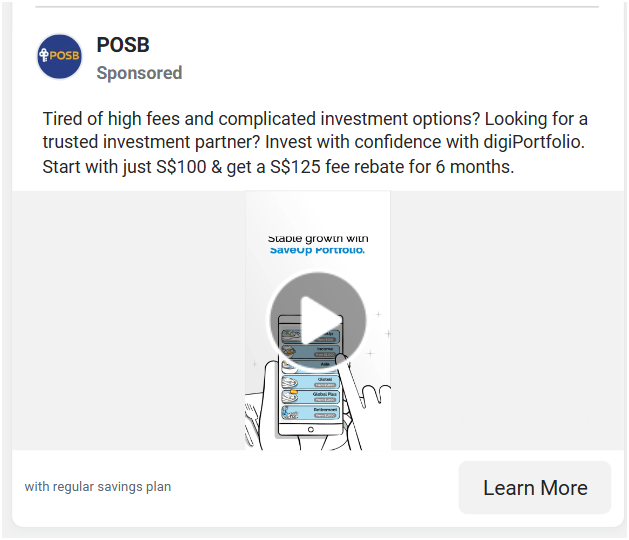 POSB
POSB
Sponsored
Tired of high fees and complicated investment options? Looking for a
trusted investment partner? Invest with confidence with digiPortfolio.
Start with just S$100 & get a S$125 fee rebate for 6 months.
Stable growth with
SaveUp Portfolio.
Income
Asia
Global
Global Plus
Retirement
with regular savings plan
Learn More